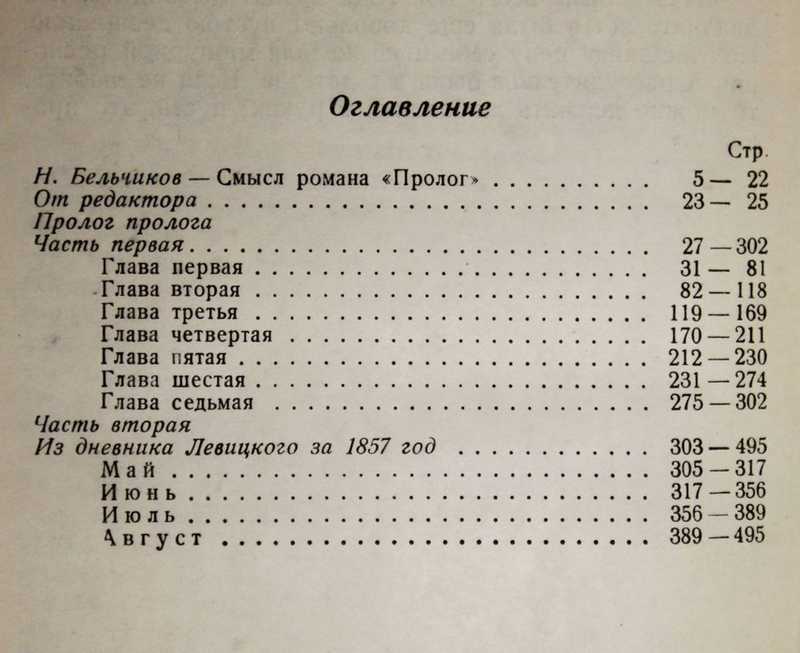 Оглавление
Стр.
Н. Бельчиков — Смысл романа «Пролог» . . . . . . . . . . 5 — 22
От редактора . . . . . . . . . . . . . . . . . . . . . . . . . . . 23 — 25
Пролог пролога
Часть первая . . . . . . . . . . . . . . . . . . . . . . . . . . . . 27 — 302
Глава первая . . . . . . . . . . . . . . . . . . . . . . . . 31 — 81
Глава вторая . . . . . . . . . . . . . . . . . . . . . . . . 82 — 118
Глава третья . . . . . . . . . . . . . . . . . . . . . . . . 119 — 169
Глава четвертая . . . . . . . . . . . . . . . . . . . . . . 170 — 211
Глава пятая . . . . . . . . . . . . . . . . . . . . . . . . . 212 — 230
Глава шестая . . . . . . . . . . . . . . . . . . . . . . . . 231 — 274
Глава седьмая . . . . . . . . . . . . . . . . . . . . . . . 275 — 302
Часть вторая
Из дневника Левицкого за 1857 год . . . . . . . . . . . . 303 — 495
Май . . . . . . . . . . . . . . . . . . . . . . . . . . . . . 305 — 317
Июнь . . . . . . . . . . . . . . . . . . . . . . . . . . . . 317 — 356
Июль . . . . . . . . . . . . . . . . . . . . . . . . . . . . 356 — 389
Август . . . . . . . . . . . . . . . . . . . . . . . . . . 389 — 495